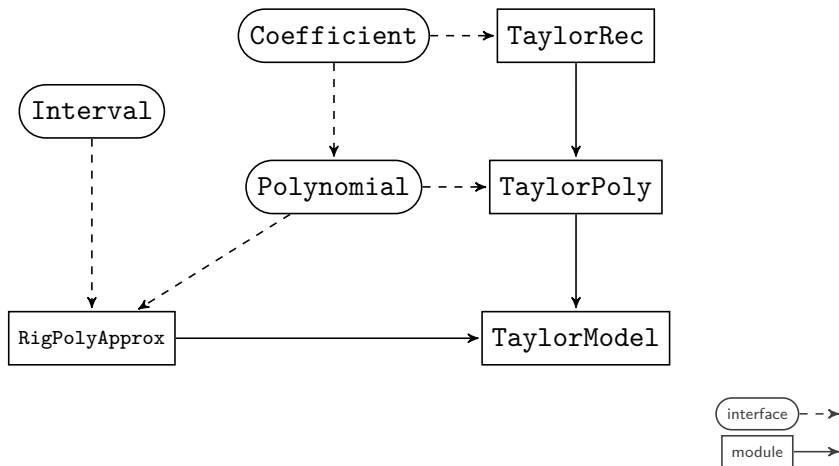 Coefficient
TaylorRec
Interval
Polynomial
TaylorPoly
RigPolyApprox
TaylorModel
interface
module